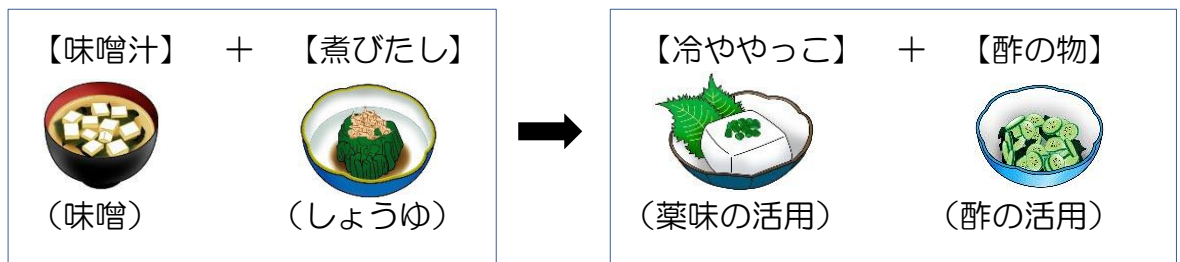 【味噌汁】 + 【煮びたし】
(味噌) (しょうゆ)
【冷ややっこ】 + 【酢の物】
(薬味の活用) (酢の活用)